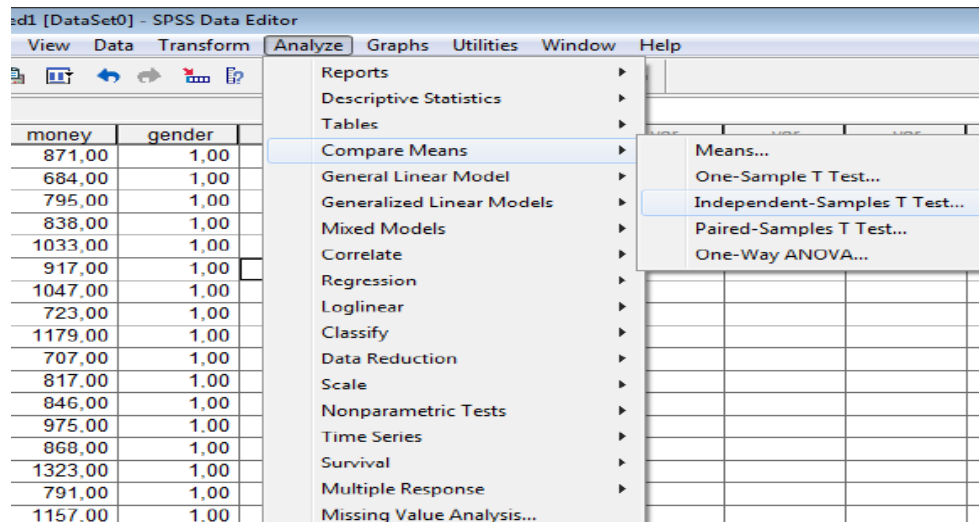 ed1 [DataSet0] - SPSS Data Editor
View Data Transform Analyze Graphs Utilities Window Help
money gender
871,00 1,00
684,00 1,00
795,00 1,00
838,00 1,00
1033,00 1,00
917,00 1,00
1047,00 1,00
723,00 1,00
1179,00 1,00
707,00 1,00
817,00 1,00
846,00 1,00
975,00 1,00
868,00 1,00
1323,00 1,00
791,00 1,00
1157,00 1,00
Reports
Descriptive Statistics
Tables
Compare Means
General Linear Model
Generalized Linear Models
Mixed Models
Correlate
Regression
Loglinear
Classify
Data Reduction
Scale
Nonparametric Tests
Time Series
Survival
Multiple Response
Missing Value Analysis...
Means...
One-Sample T Test...
Independent-Samples T Test...
Paired-Samples T Test...
One-Way ANOVA...